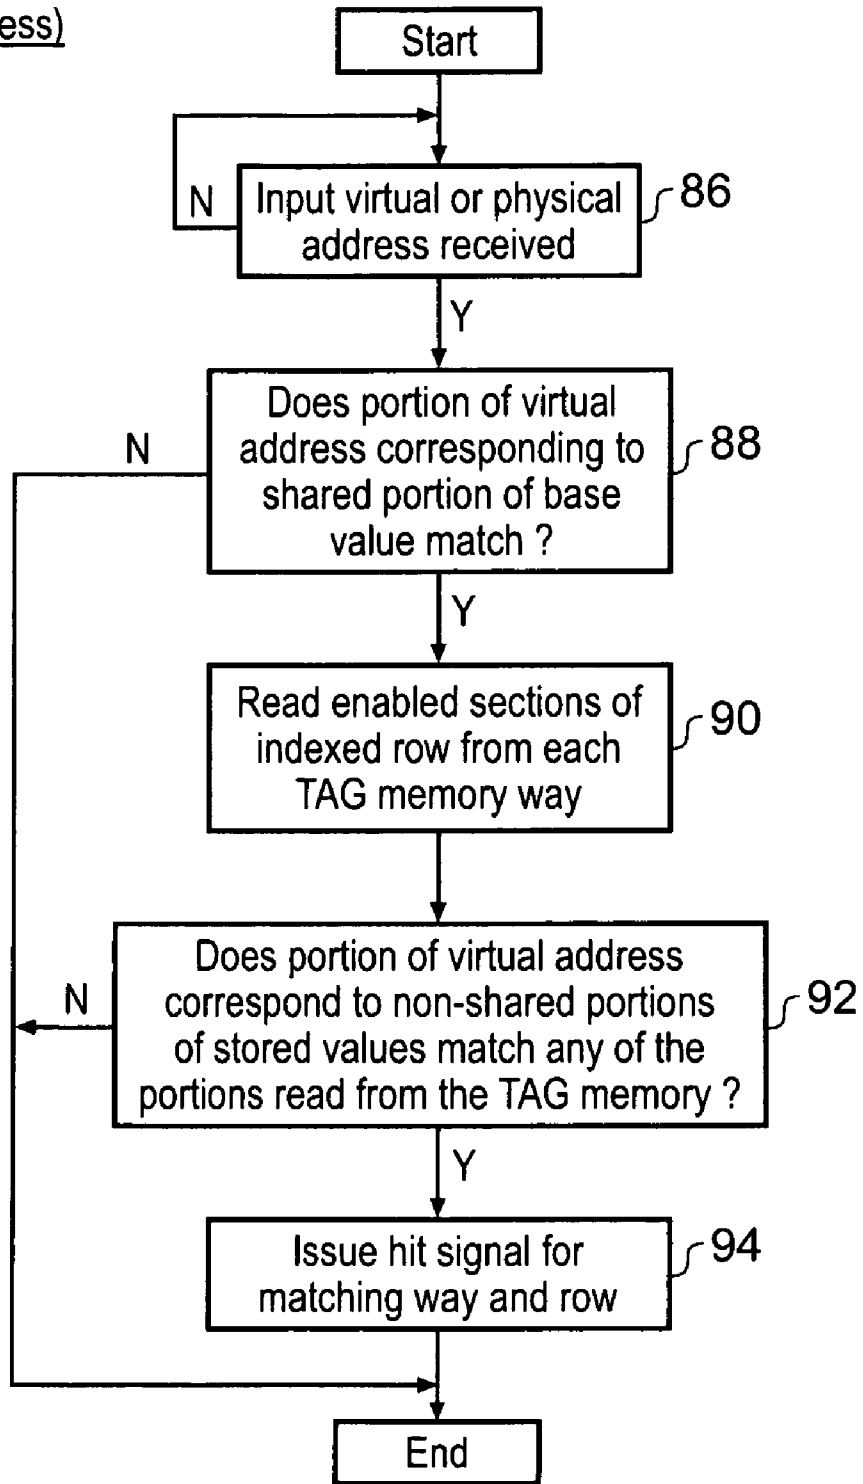 ess)
Start
N
Input virtual or physical
address received
86
Y
Does portion of virtual
address corresponding to
shared portion of base
value match ?
88
N
Y
Read enabled sections of
indexed row from each
TAG memory way
90
Does portion of virtual address
correspond to non-shared portions
of stored values match any of the
portions read from the TAG memory ?
92
N
Y
Issue hit signal for
matching way and row
94
End